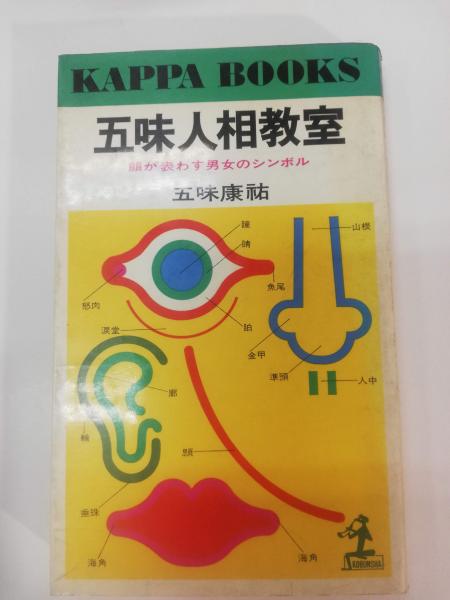 KAPPA BOOKS
五味人相教室
顔が表わす男女のシンボル
五味康祐
瞳
睛
山根
怒肉
魚尾
涙堂
金甲
準頭
人中
廓
輪
頤
垂珠
海角
海角
KOBUNSHA